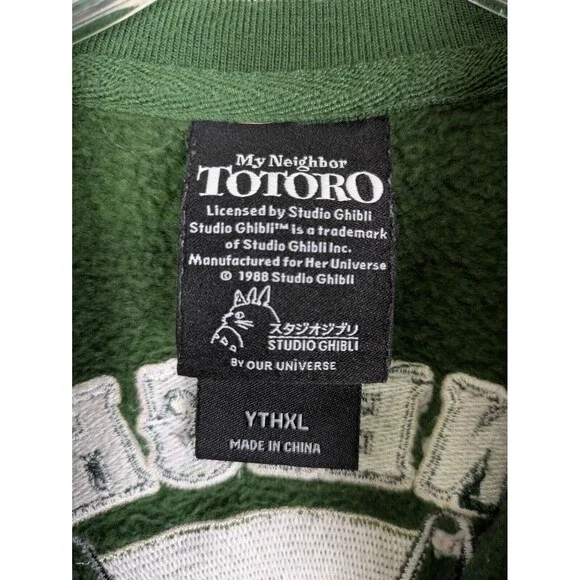 My Neighbor
TOTORO
Licensed by Studio Ghibli
Studio Ghibli™ is a trademark
of Studio Ghibli Inc.
Manufactured for Her Universe
© 1988 Studio Ghibli
スタジオジブリ
STUDIO GHIBLI
BY OUR UNIVERSE
YTHXL
MADE IN CHINA